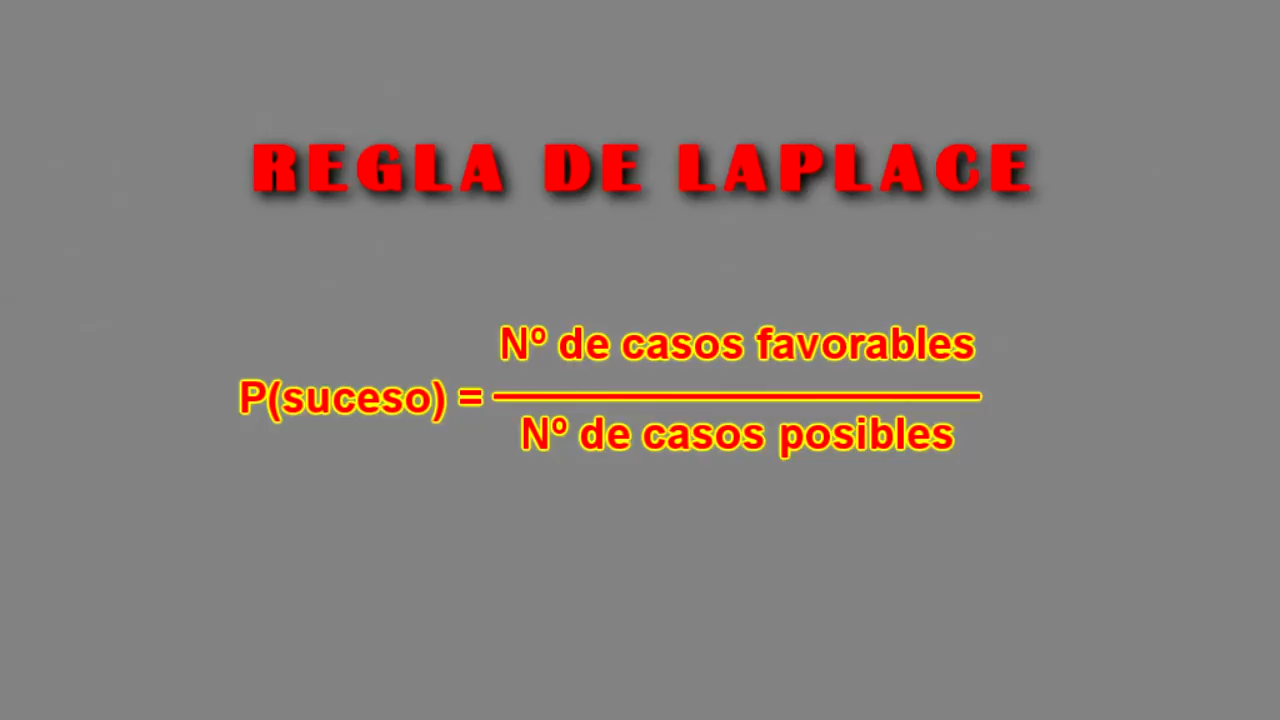 REGLA DE LAPLACE
Nº de casos favorables
P(suceso) =
Nº de casos posibles